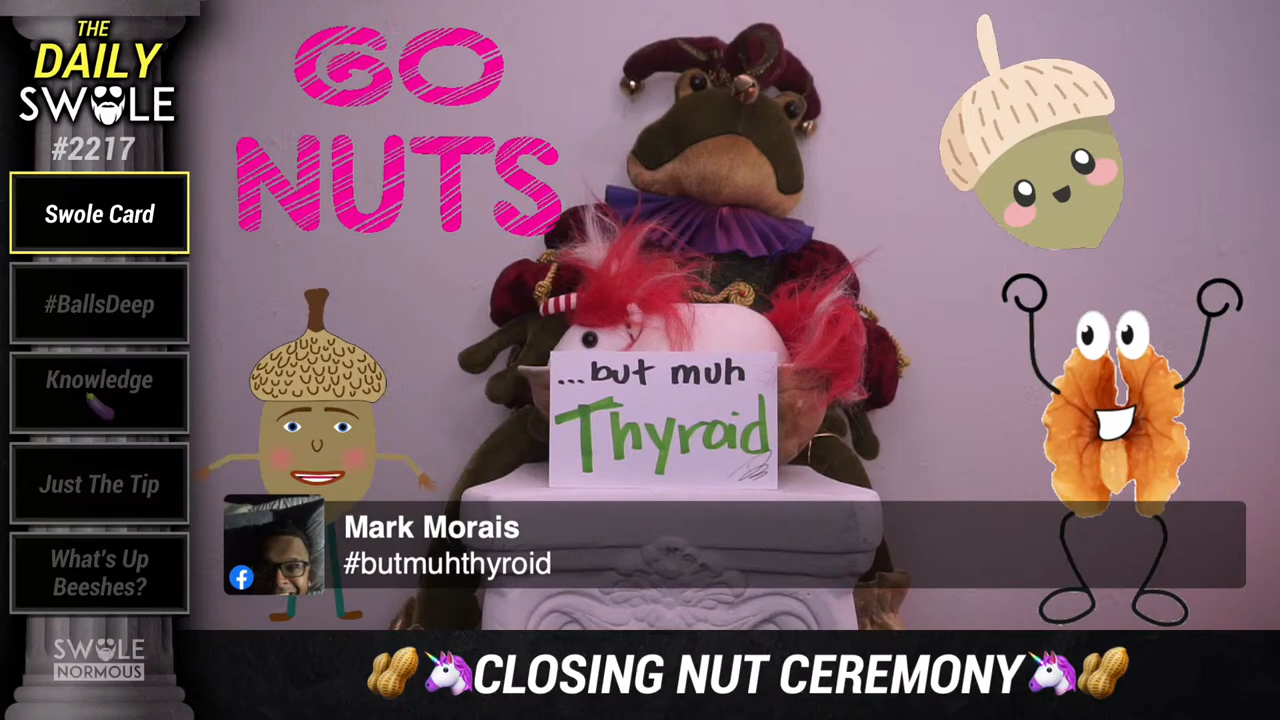 THE
DAILY
SWOLE
#2217
Swole Card
#BallsDeep
Knowledge
🍆
Just The Tip
What's Up
Beeshes?
SWOLE
NORMOUS
GO
NUTS
...but muh
Thyroid
Mark Morais
#butmuhthyroid
🥜🦄CLOSING NUT CEREMONY🦄🥜